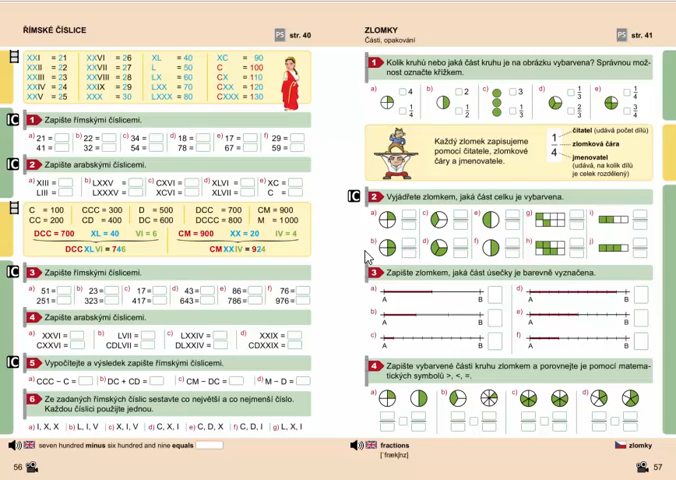 ŘÍMSKÉ ČÍSLICE
PS str. 40
XXI = 21 XXVI = 26 XL = 40 XC = 90
XXII = 22 XXVII = 27 L = 50 C = 100
XXIII = 23 XXVIII = 28 LX = 60 CX = 110
XXIV = 24 XXIX = 29 LXX = 70 CXX = 120
XXV = 25 XXX = 30 LXXX = 80 CXXX = 130
1 Zapište římskými číslicemi.
a) 21 = b) 22 = c) 34 = d) 18 = e) 17 = f) 29 =
41 = 32 = 54 = 78 = 67 = 59 =
2 Zapište arabskými číslicemi.
a) XIII = b) LXXV = c) CXVI = d) XLVI = e) XC =
LIII = LXXXV = XCVI = XLVII = C =
C = 100 CCC = 300 D = 500 DCC = 700 CM = 900
CC = 200 CD = 400 DC = 600 DCCC = 800 M = 1000
DCC = 700 XL = 40 VI = 6 CM = 900 XX = 20 IV = 4
DCC XL VI = 746 CM XX IV = 924
3 Zapište římskými číslicemi.
a) 51 = b) 23 = c) 17 = d) 43 = e) 86 = f) 76 =
251 = 323 = 417 = 643 = 786 = 976 =
4 Zapište arabskými číslicemi.
a) XXVI = b) LVII = c) LXXIV = d) XXIX =
CXXVI = CDLVII = DLXXIV = CDXXIX =
5 Vypočítejte a výsledek zapište římskými číslicemi.
a) CCC − C = b) DC + CD = c) CM − DC = d) M − D =
6 Ze zadaných římských číslic sestavte co největší a co nejmenší číslo.
Každou číslici použijte jednou.
a) I, X, X b) L, I, V c) X, I, V d) C, X, I e) C, D, X f) C, D, I g) L, X, I
seven hundred minus six hundred and nine equals
56
ZLOMKY
Části, opakování
PS str. 41
1 Kolik kruhů nebo jaká část kruhu je na obrázku vybarvena? Správnou mož-
nost označte křížkem.
a) 4 b) 2 c) 3 d) 1/3 e) 1/4
1/4 1/2 1/3 2/3 3/4
Každý zlomek zapisujeme
pomocí čitatele, zlomkové
čáry a jmenovatele.
1/4
čitatel (udává počet dílů)
zlomková čára
jmenovatel
(udává, na kolik dílů
je celek rozdělený)
2 Vyjádřete zlomkem, jaká část celku je vybarvena.
a) c) e) g) i)
b) d) f) h) j)
3 Zapište zlomkem, jaká část úsečky je barevně vyznačena.
a) A B d) A B
b) A B e) A B
c) A B f) A B
4 Zapište vybarvené části kruhu zlomkem a porovnejte je pomocí matema-
tických symbolů >, <, =.
a) b) c) d)
fractions
[ˈfrækʃnz]
zlomky
57